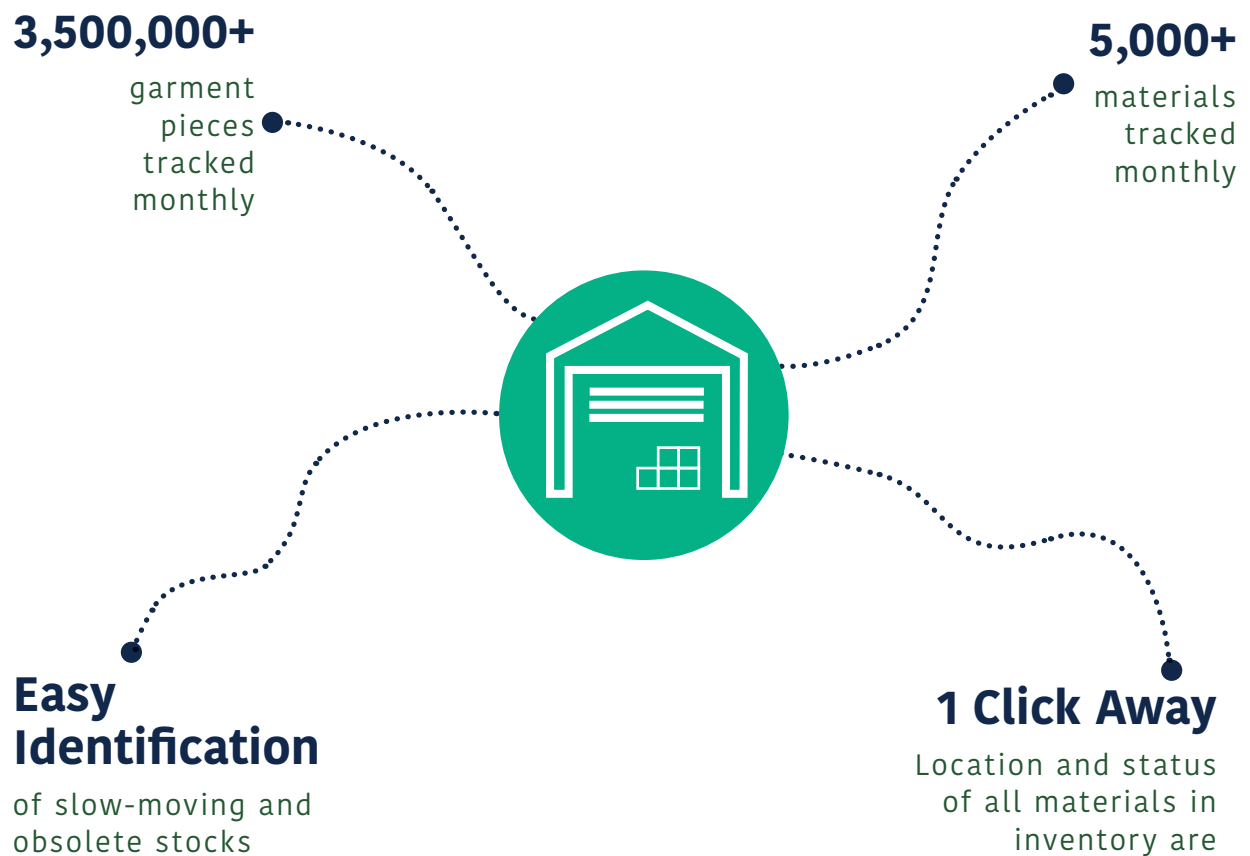 3,500,000+
garment
pieces
tracked
monthly
5,000+
materials
tracked
monthly
Easy
Identification
of slow-moving and
obsolete stocks
1 Click Away
Location and status
of all materials in
inventory are